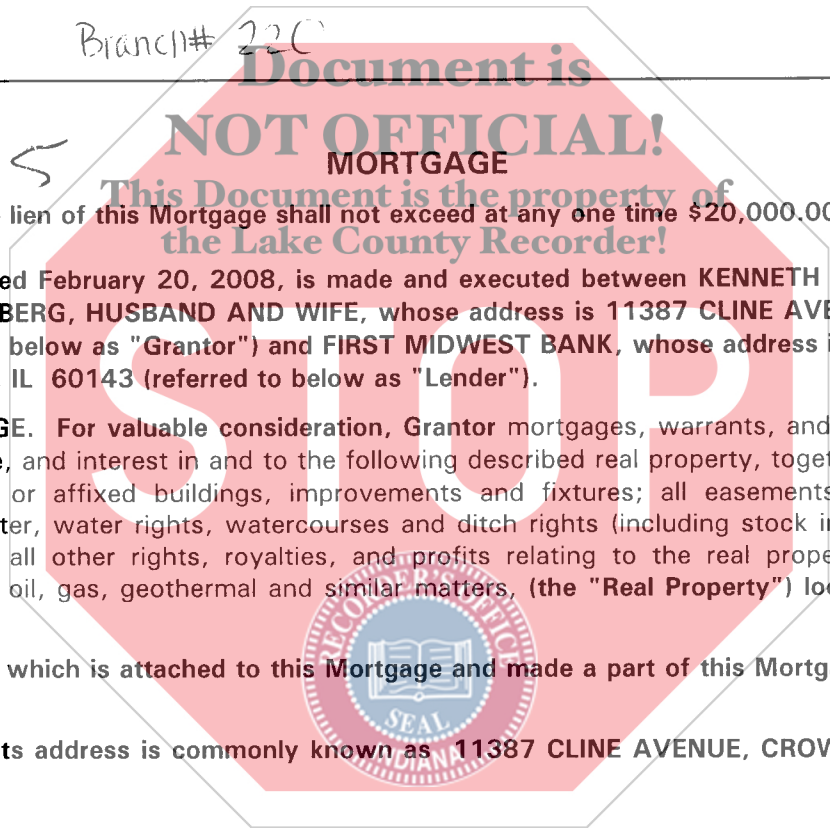 Branch# 22C
Document is
NOT OFFICIAL!
5
MORTGAGE
This Document is the property of
lien of this Mortgage shall not exceed at any one time $20,000.00
the Lake County Recorder!
ed February 20, 2008, is made and executed between KENNETH
BERG, HUSBAND AND WIFE, whose address is 11387 CLINE AVE
below as "Grantor") and FIRST MIDWEST BANK, whose address i
IL 60143 (referred to below as "Lender").
STOP
GE. For valuable consideration, Grantor mortgages, warrants, and
e, and interest in and to the following described real property, toget
or affixed buildings, improvements and fixtures; all easements
ter, water rights, watercourses and ditch rights (including stock in
all other rights, royalties, and profits relating to the real prope
oil, gas, geothermal and similar matters, (the "Real Property") loc
RECORDER'S OFFICE
which is attached to this Mortgage and made a part of this Mortg
SEAL
INDIANA
ts address is commonly known as 11387 CLINE AVENUE, CROW